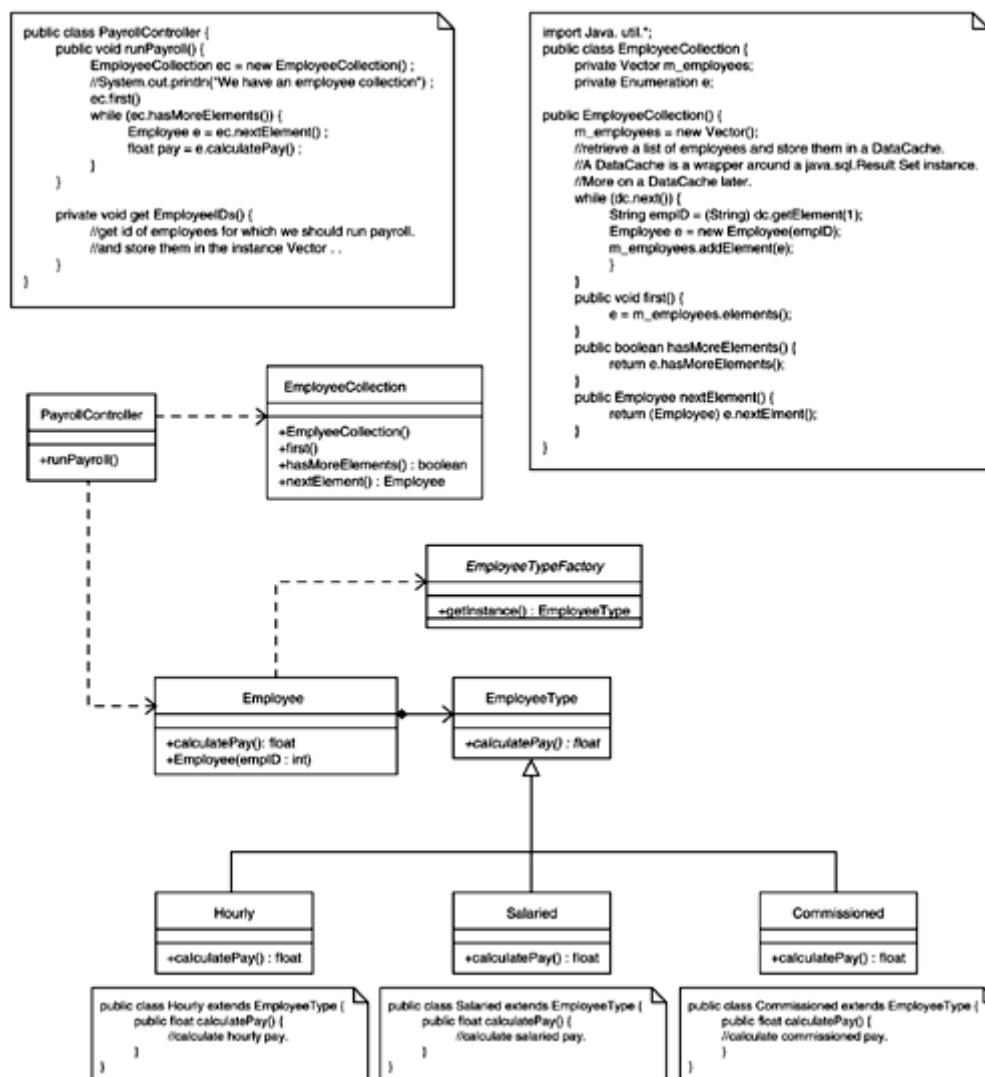 public class PayrollController {
public void runPayroll() {
EmployeeCollection ec = new EmployeeCollection() ;
//System.out.println("We have an employee collection") ;
ec.first()
while (ec.hasMoreElements()) {
Employee e = ec.nextElement() ;
float pay = e.calculatePay() ;
}
}
private void get EmployeeIDs() {
//get id of employees for which we should run payroll.
//and store them in the instance Vector . .
}
}
import Java. util.*;
public class EmployeeCollection {
private Vector m_employees;
private Enumeration e;
public EmployeeCollection() {
m_employees = new Vector();
//retrieve a list of employees and store them in a DataCache.
//A DataCache is a wrapper around a java.sql.Result Set instance.
//More on a DataCache later.
while (dc.next()) {
String empID = (String) dc.getElement(1);
Employee e = new Employee(empID);
m_employees.addElement(e);
}
}
public void first() {
e = m_employees.elements();
}
public boolean hasMoreElements() {
return e.hasMoreElements();
}
public Employee nextElement() {
return (Employee) e.nextElment();
}
}
PayrollController
+runPayroll()
EmployeeCollection
+EmplyeeCollection()
+first()
+hasMoreElements() : boolean
+nextElement() : Employee
EmployeeTypeFactory
+getInstance() : EmployeeType
Employee
+calculatePay(): float
+Employee(empID : int)
EmployeeType
+calculatePay() : float
Hourly
+calculatePay() : float
Salaried
+calculatePay() : float
Commissioned
+calculatePay() : float
public class Hourly extends EmployeeType {
public float calculatePay() {
//calculate hourly pay.
}
}
public class Salaried extends EmployeeType {
public float calculatePay() {
//calculate salaried pay.
}
}
public class Commissioned extends EmployeeType {
public float calculatePay() {
//calculate commissioned pay.
}
}